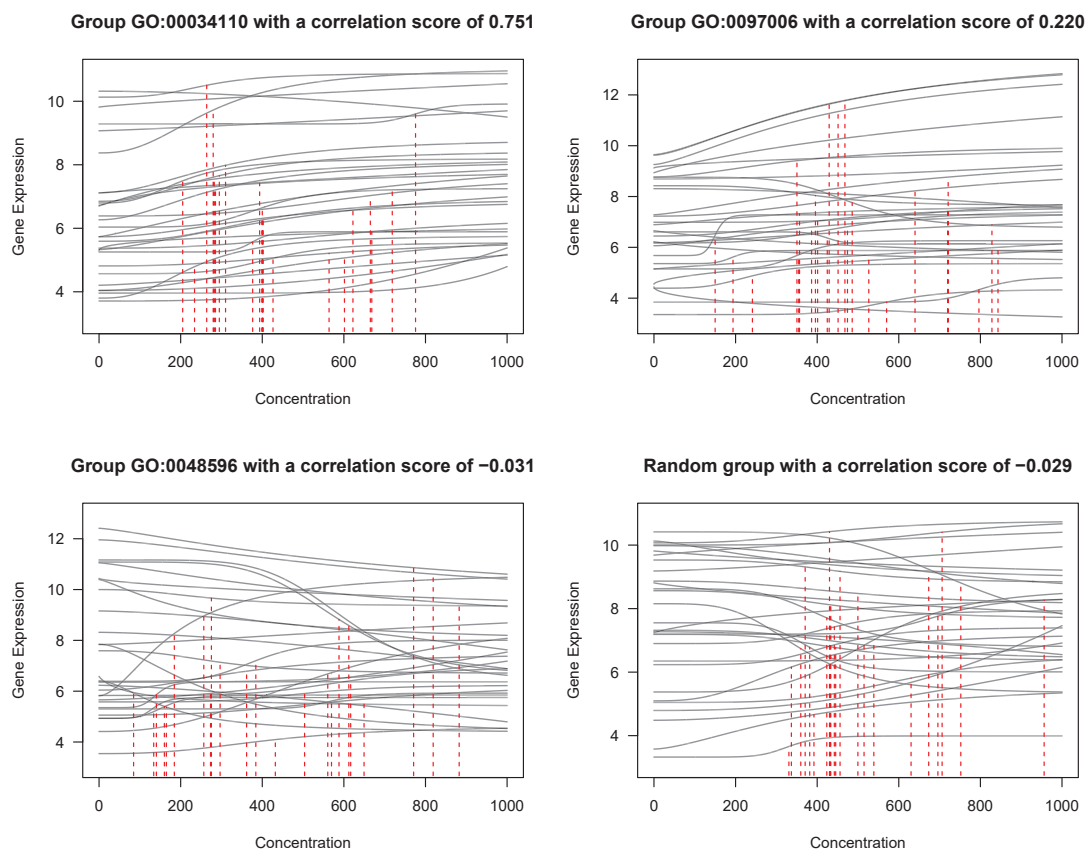 Group GO:00034110 with a correlation score of 0.751
Gene Expression
10
8
6
4
0 200 400 600 800 1000
Concentration
Group GO:0097006 with a correlation score of 0.220
Gene Expression
12
10
8
6
4
0 200 400 600 800 1000
Concentration
Group GO:0048596 with a correlation score of −0.031
Gene Expression
12
10
8
6
4
0 200 400 600 800 1000
Concentration
Random group with a correlation score of −0.029
Gene Expression
10
8
6
4
0 200 400 600 800 1000
Concentration